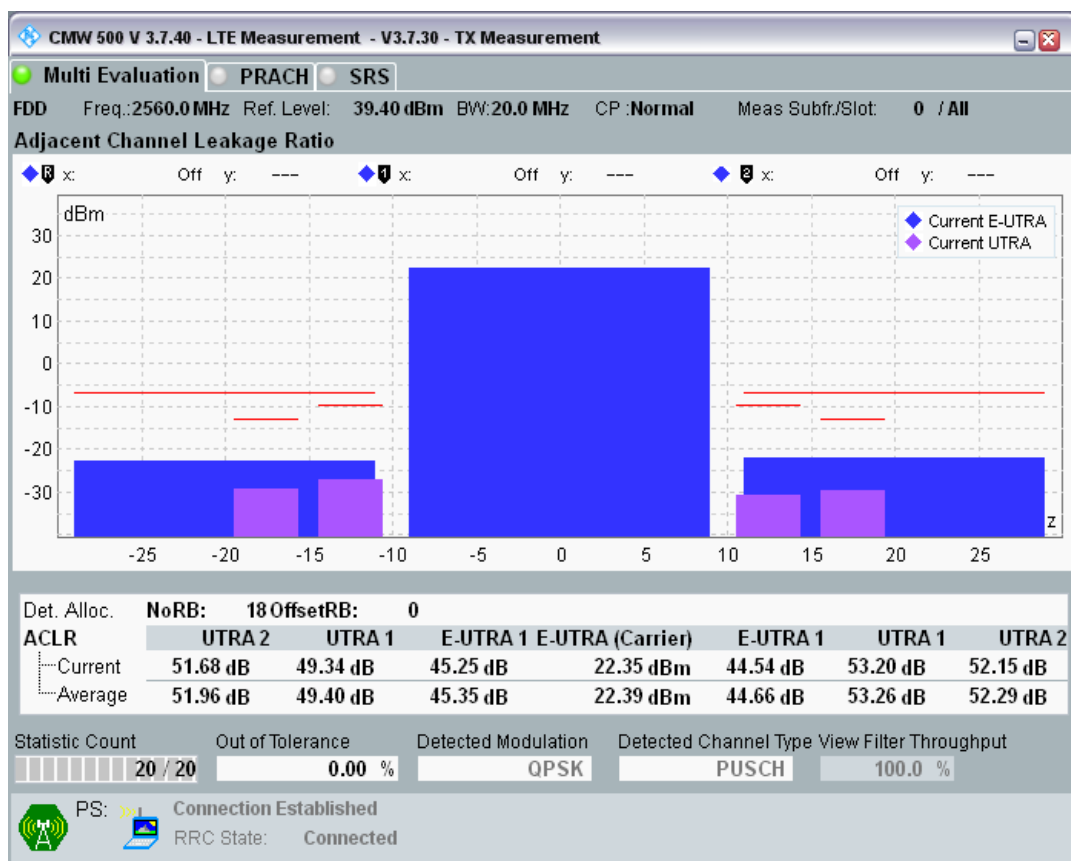 CMW 500 V 3.7.40 - LTE Measurement - V3.7.30 - TX Measurement
Multi Evaluation PRACH SRS
FDD Freq.:2560.0 MHz Ref. Level: 39.40 dBm BW:20.0 MHz CP :Normal Meas Subfr./Slot: 0 / All
Adjacent Channel Leakage Ratio
R x: Off y: --- 1 x: Off y: --- 2 x: Off y: ---
dBm
Current E-UTRA
Current UTRA
30
20
10
0
-10
-20
-30
z
-25 -20 -15 -10 -5 0 5 10 15 20 25
Det. Alloc. NoRB: 18 OffsetRB: 0
ACLR UTRA 2 UTRA 1 E-UTRA 1 E-UTRA (Carrier) E-UTRA 1 UTRA 1 UTRA 2
Current 51.68 dB 49.34 dB 45.25 dB 22.35 dBm 44.54 dB 53.20 dB 52.15 dB
Average 51.96 dB 49.40 dB 45.35 dB 22.39 dBm 44.66 dB 53.26 dB 52.29 dB
Statistic Count Out of Tolerance Detected Modulation Detected Channel Type View Filter Throughput
20 / 20 0.00 % QPSK PUSCH 100.0 %
PS: Connection Established
RRC State: Connected